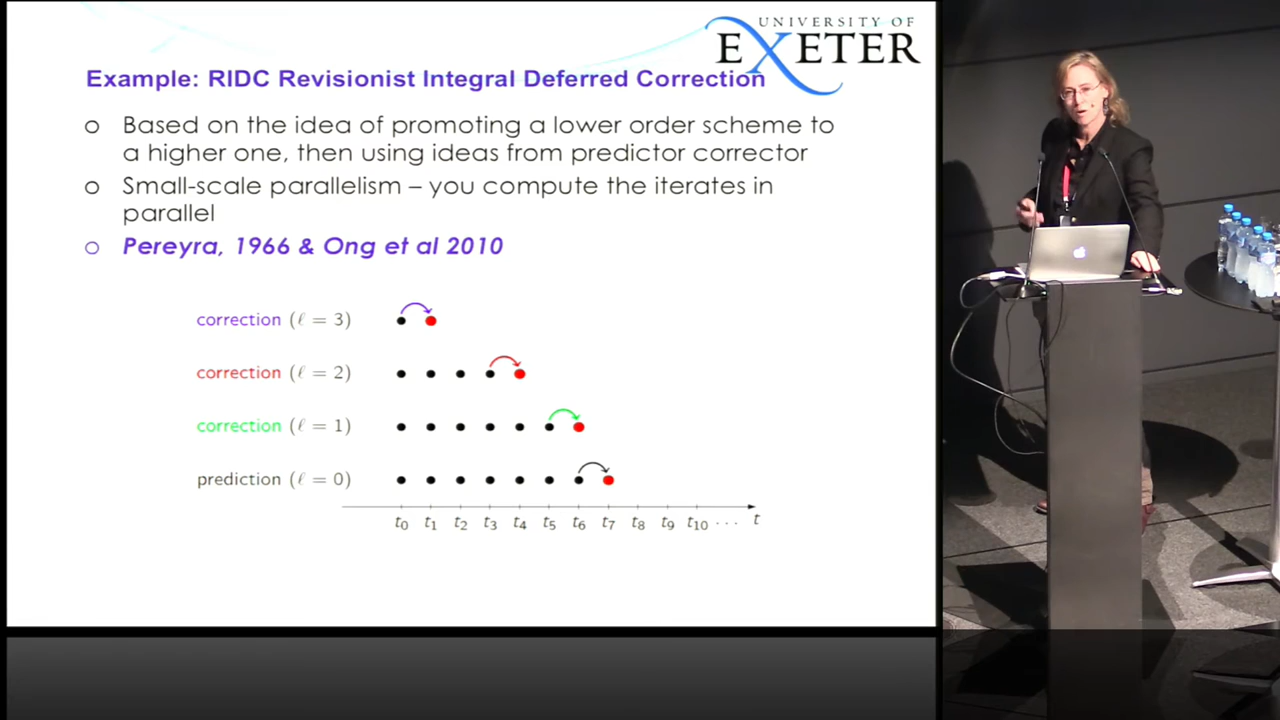 UNIVERSITY OF
EXETER
Example: RIDC Revisionist Integral Deferred Correction
o Based on the idea of promoting a lower order scheme to
a higher one, then using ideas from predictor corrector
o Small-scale parallelism – you compute the iterates in
parallel
o Pereyra, 1966 & Ong et al 2010
correction (ℓ = 3)
correction (ℓ = 2)
correction (ℓ = 1)
prediction (ℓ = 0)
t₀ t₁ t₂ t₃ t₄ t₅ t₆ t₇ t₈ t₉ t₁₀ ··· t